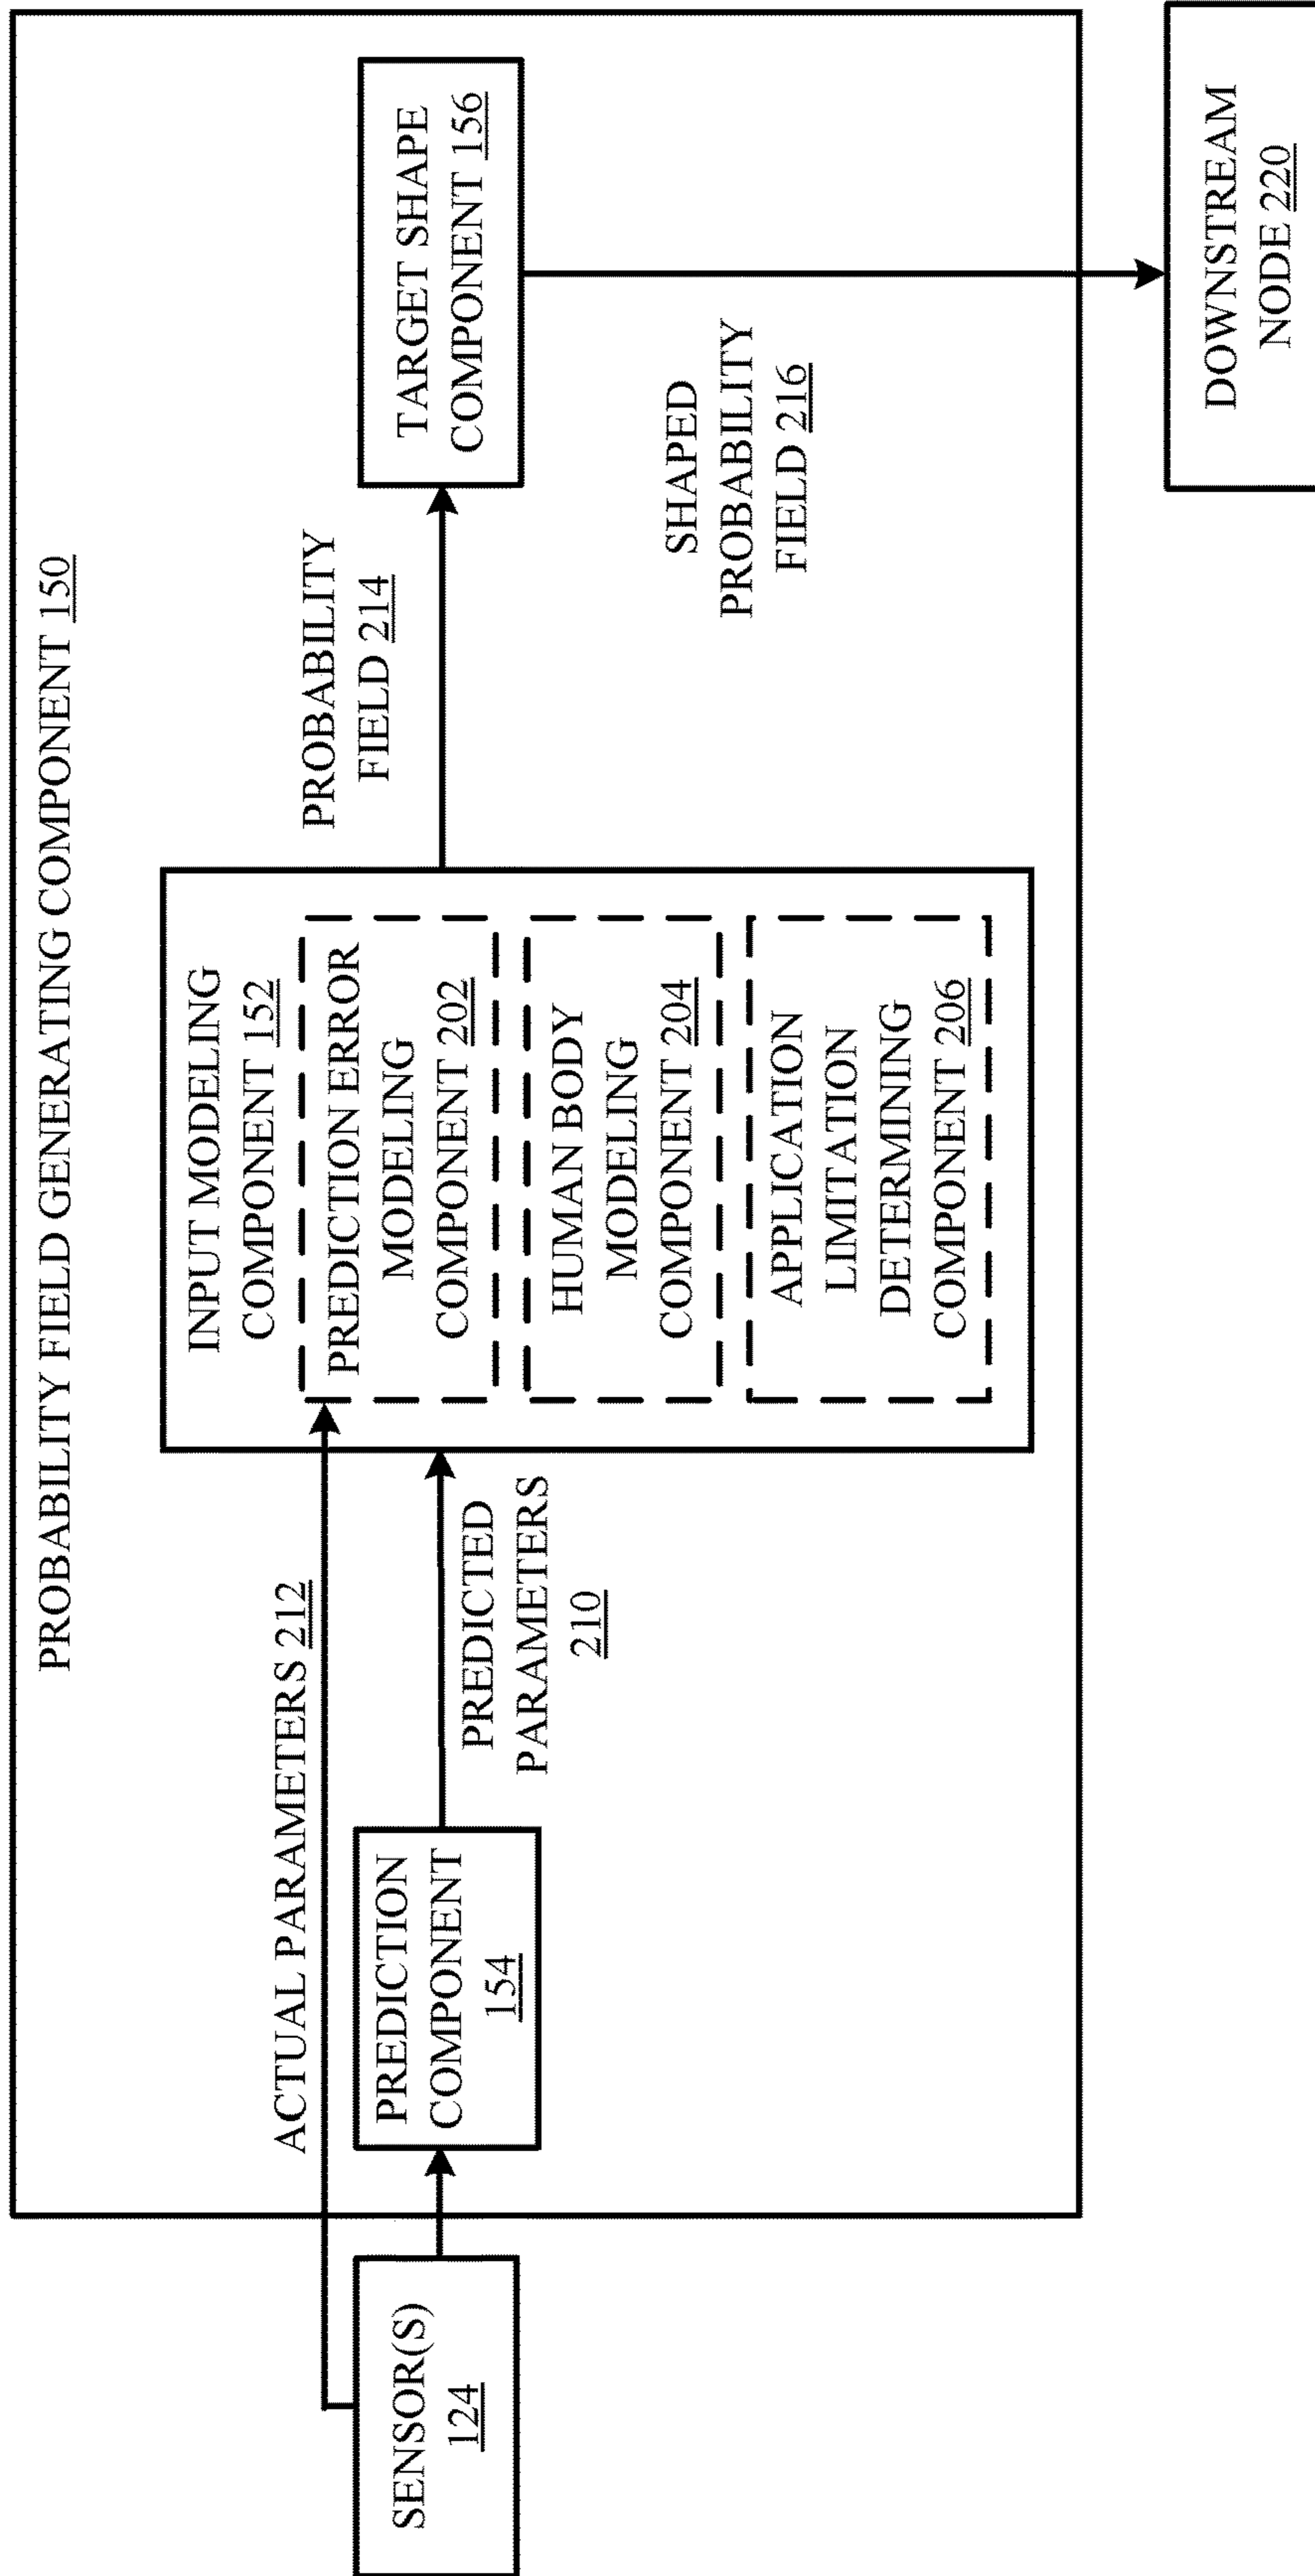 PROBABILITY FIELD GENERATING COMPONENT 150
SENSOR(S)
124
ACTUAL PARAMETERS 212
PREDICTION
COMPONENT
154
PREDICTED
PARAMETERS
210
INPUT MODELING
COMPONENT 152
PREDICTION ERROR
MODELING
COMPONENT 202
HUMAN BODY
MODELING
COMPONENT 204
APPLICATION
LIMITATION
DETERMINING
COMPONENT 206
PROBABILITY
FIELD 214
TARGET SHAPE
COMPONENT 156
SHAPED
PROBABILITY
FIELD 216
DOWNSTREAM
NODE 220